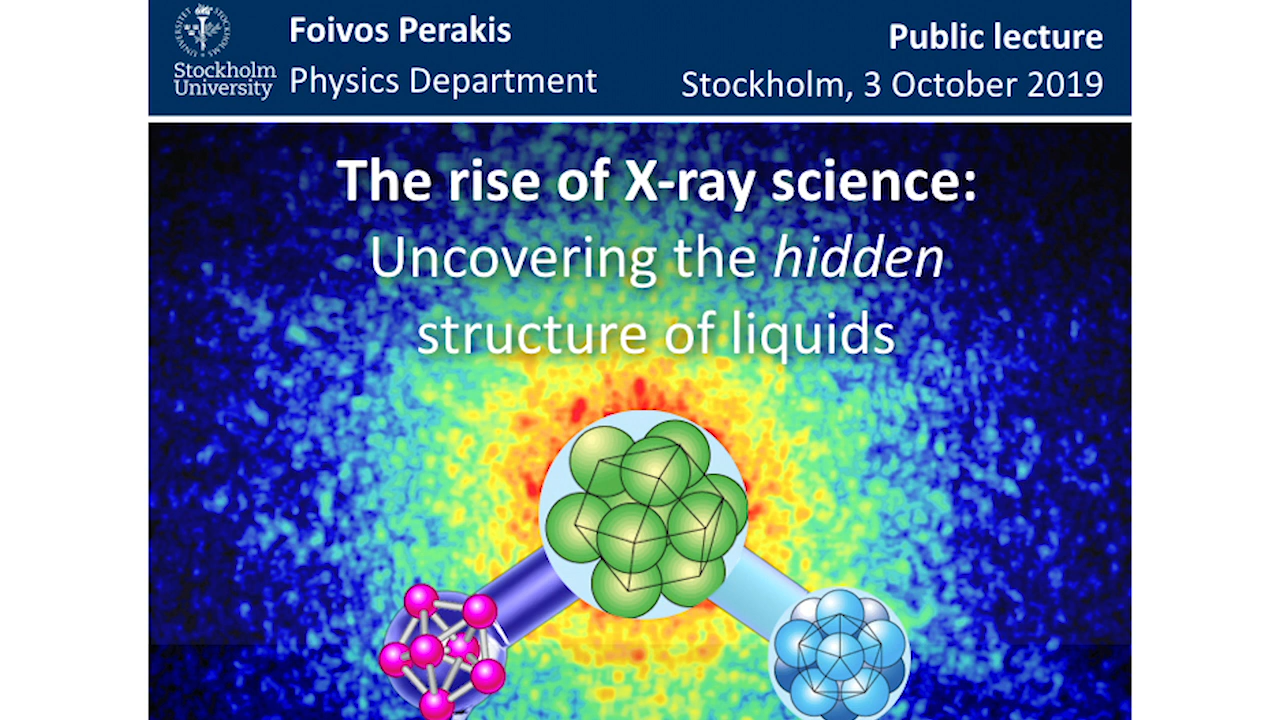 Foivos Perakis
Public lecture
Stockholm
University
Physics Department
Stockholm, 3 October 2019
The rise of X-ray science:
Uncovering the hidden
structure of liquids